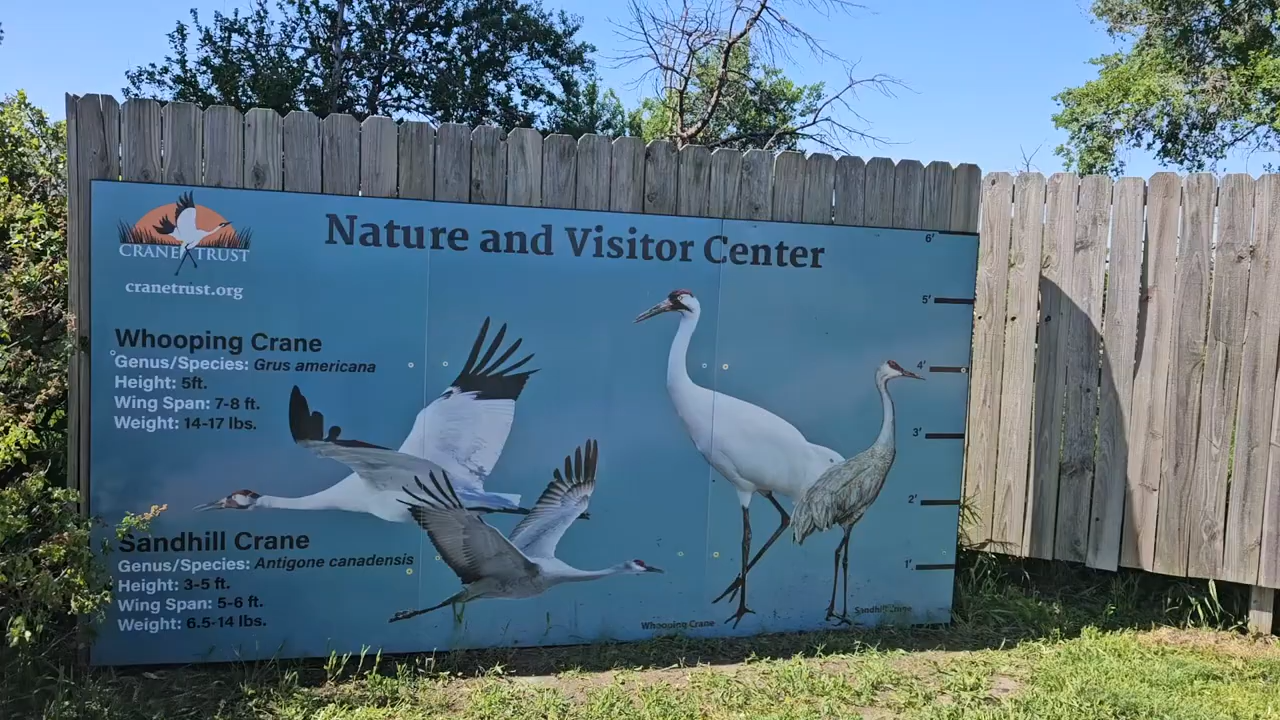 Nature and Visitor Center
CRANE TRUST
cranetrust.org
Whooping Crane
Genus/Species: Grus americana
Height: 5ft.
Wing Span: 7-8 ft.
Weight: 14-17 lbs.
Sandhill Crane
Genus/Species: Antigone canadensis
Height: 3-5 ft.
Wing Span: 5-6 ft.
Weight: 6.5-14 lbs.
6'
5'
4'
3'
2'
1'
Whooping Crane
Sandhill Crane